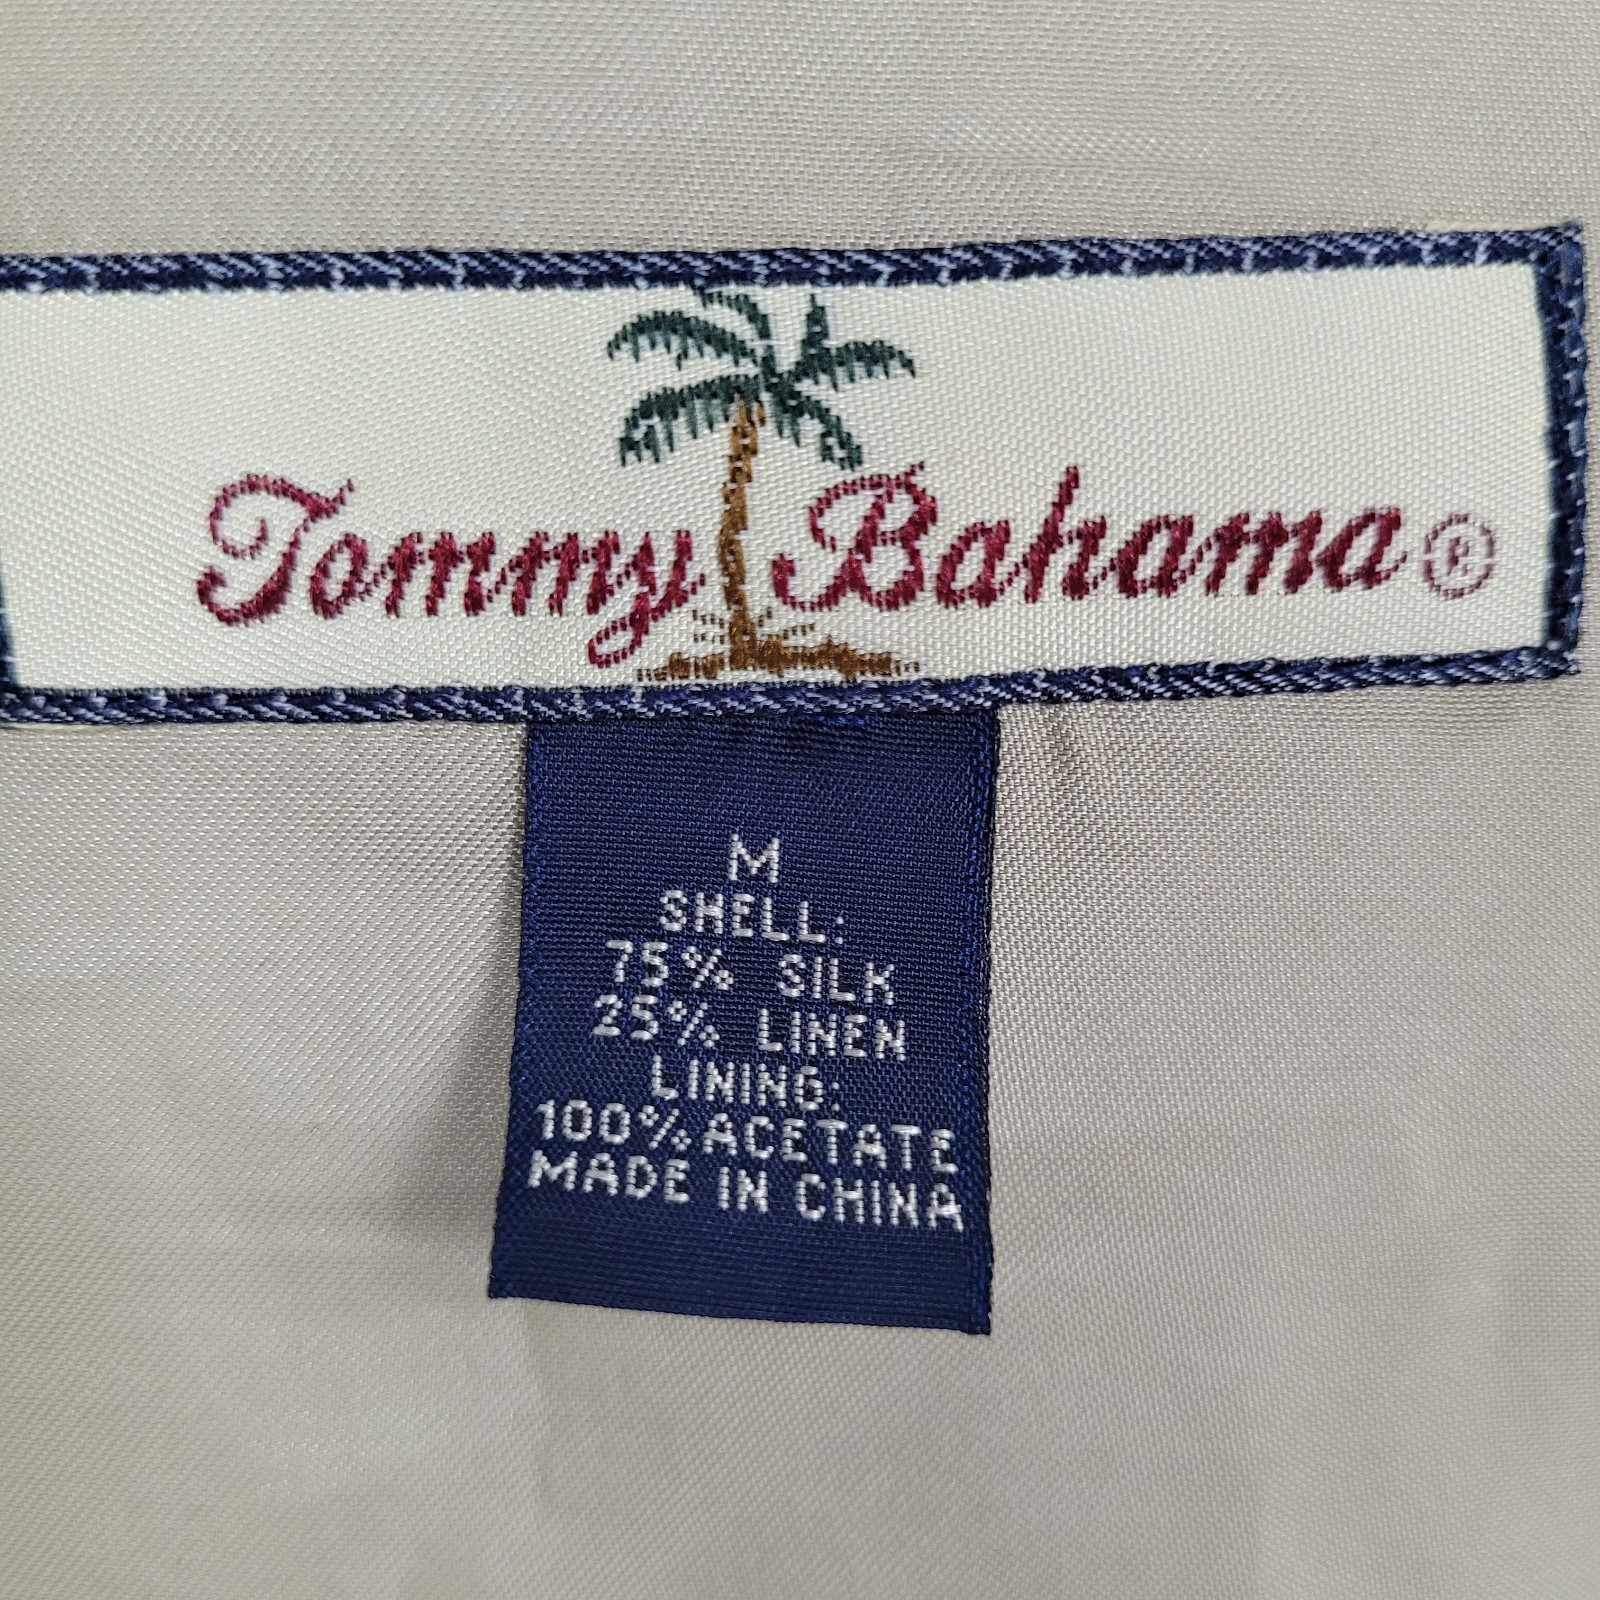 Tommy Bahama®
M
SHELL:
75% SILK
25% LINEN
LINING:
100% ACETATE
MADE IN CHINA